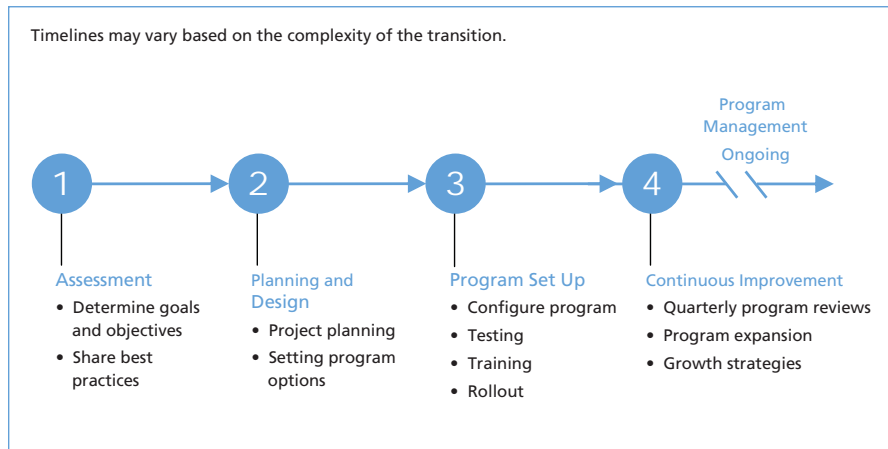 Timelines may vary based on the complexity of the transition.
Program
Management
Ongoing
1
2
3
4
Assessment
• Determine goals
and objectives
• Share best
practices
Planning and
Design
• Project planning
• Setting program
options
Program Set Up
• Configure program
• Testing
• Training
• Rollout
Continuous Improvement
• Quarterly program reviews
• Program expansion
• Growth strategies